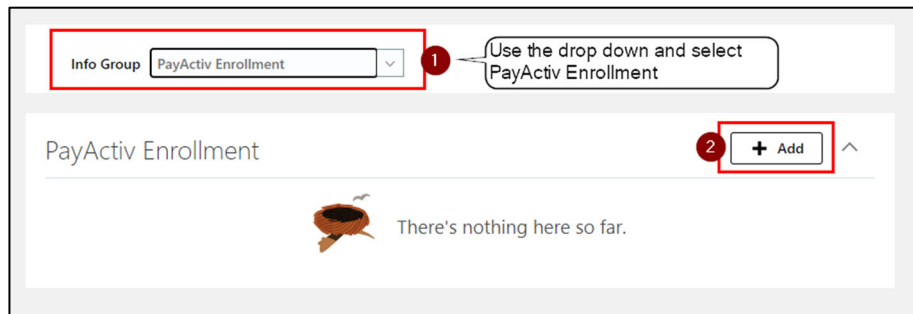 Info Group PayActiv Enrollment
1
Use the drop down and select
PayActiv Enrollment
PayActiv Enrollment
2
+ Add
There's nothing here so far.